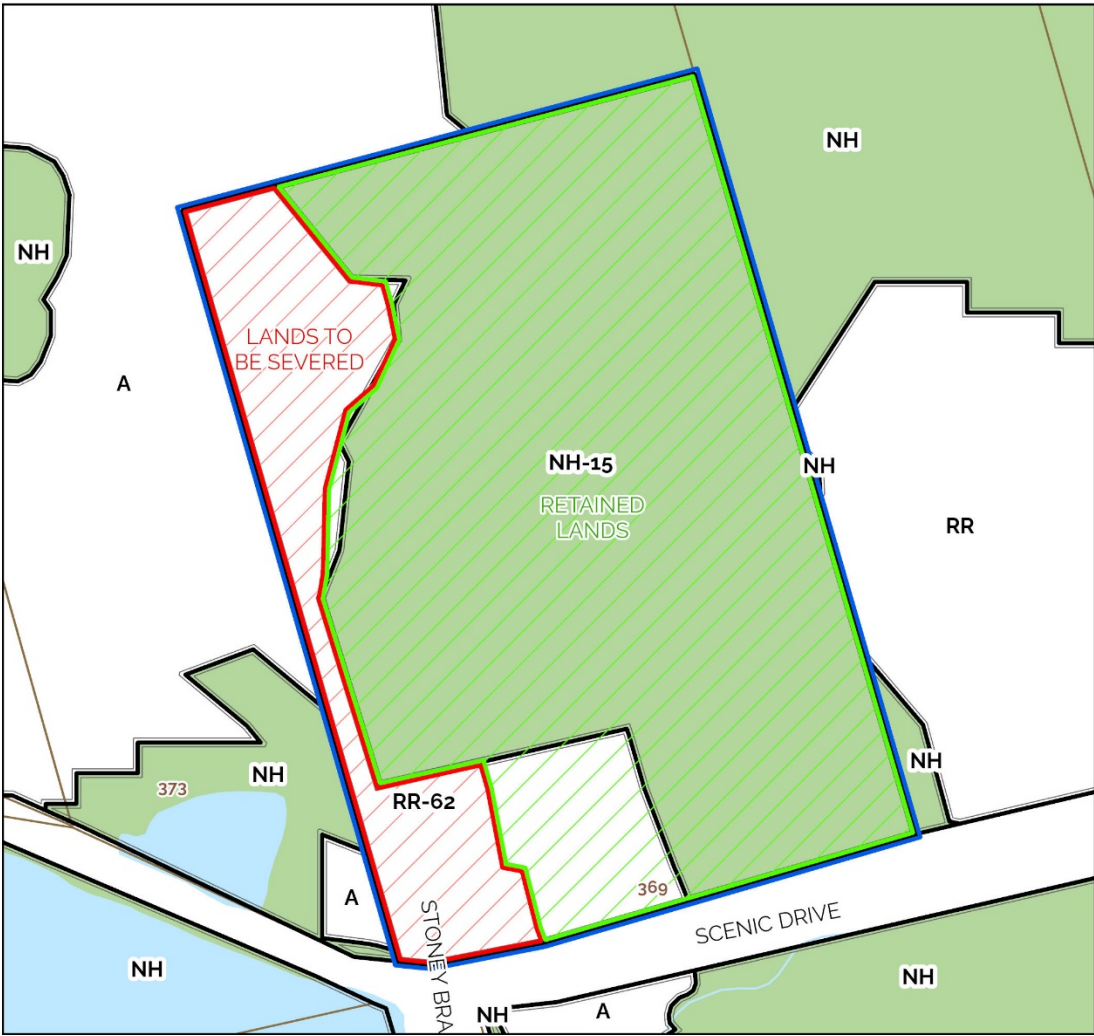 NH
NH
LANDS TO
BE SEVERED
A
NH-15
NH
RETAINED
LANDS
RR
NH
373
RR-62
NH
A
369
STONEY BRA
SCENIC DRIVE
NH
NH
NH
A